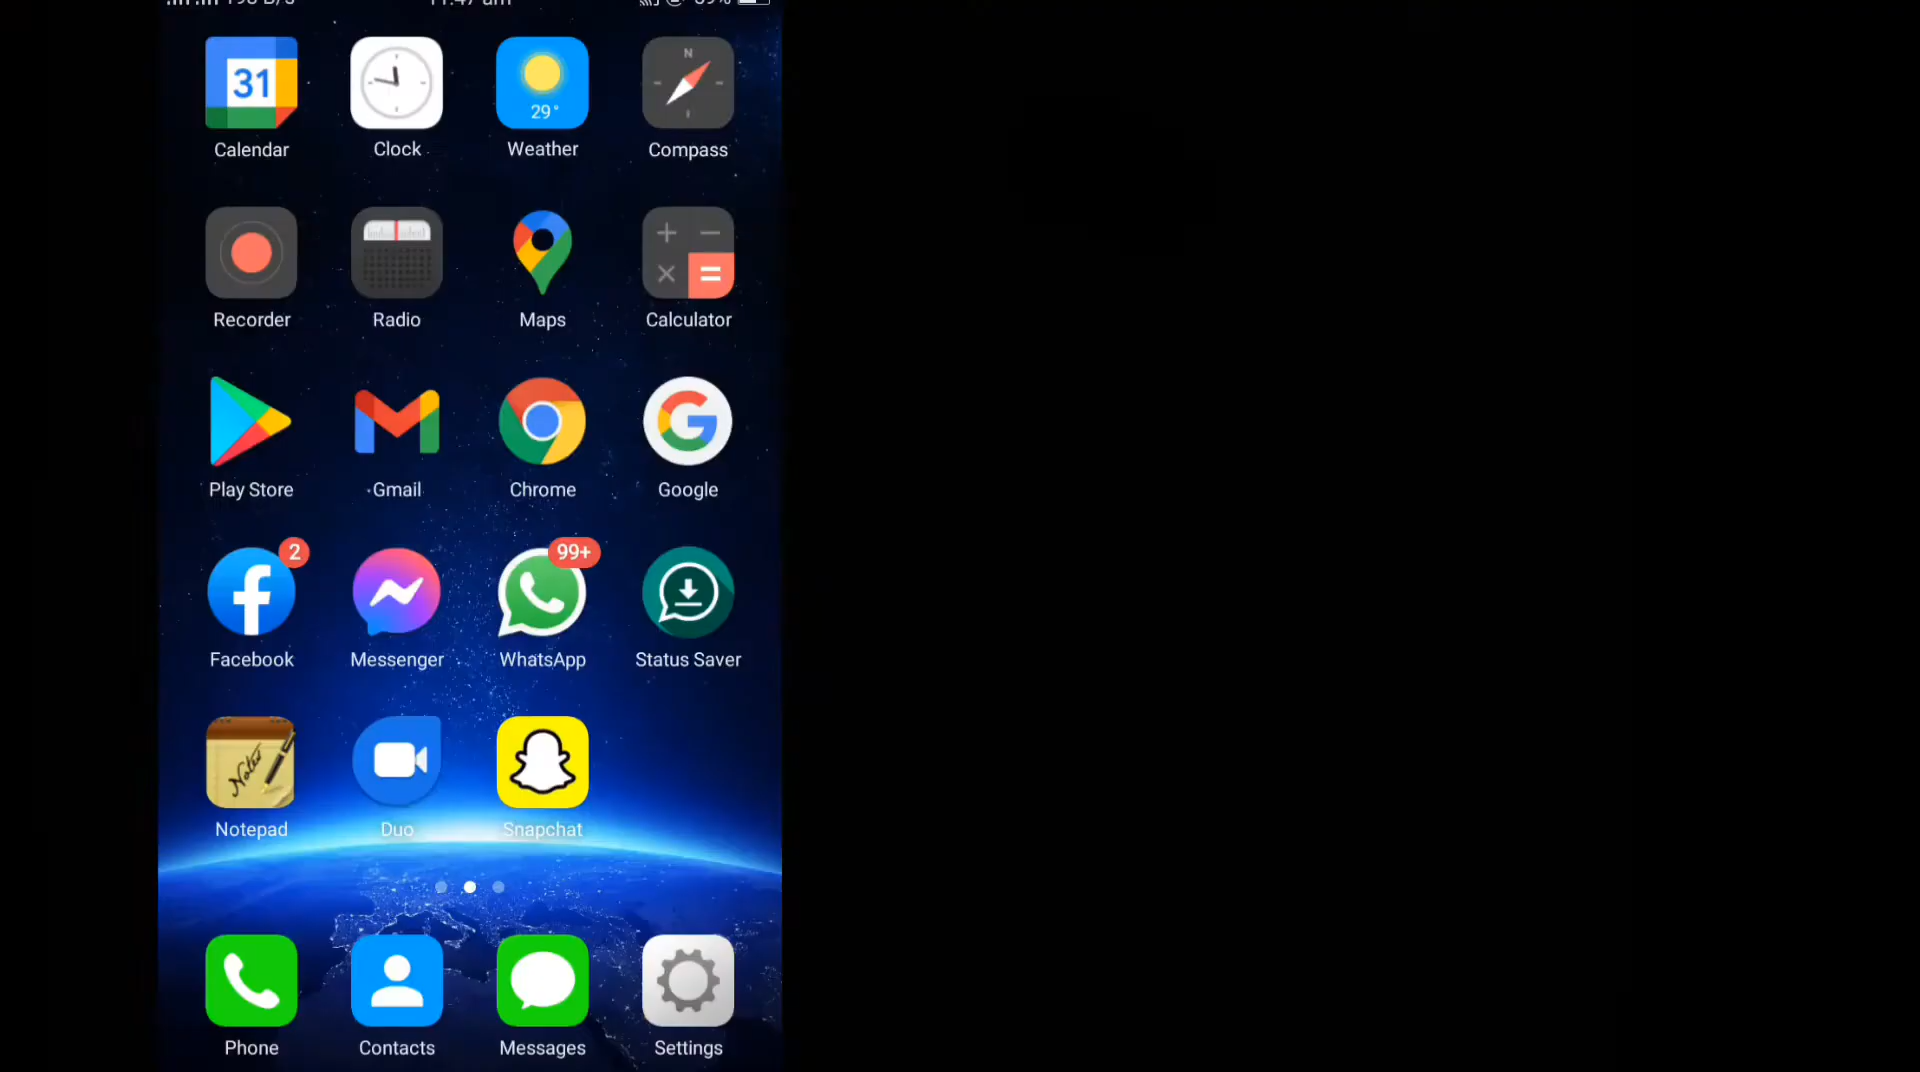 31
29°
N
Calendar
Clock
Weather
Compass
Recorder
Radio
Maps
Calculator
Play Store
Gmail
Chrome
Google
2
99+
Facebook
Messenger
WhatsApp
Status Saver
Notes
Notepad
Duo
Snapchat
Phone
Contacts
Messages
Settings